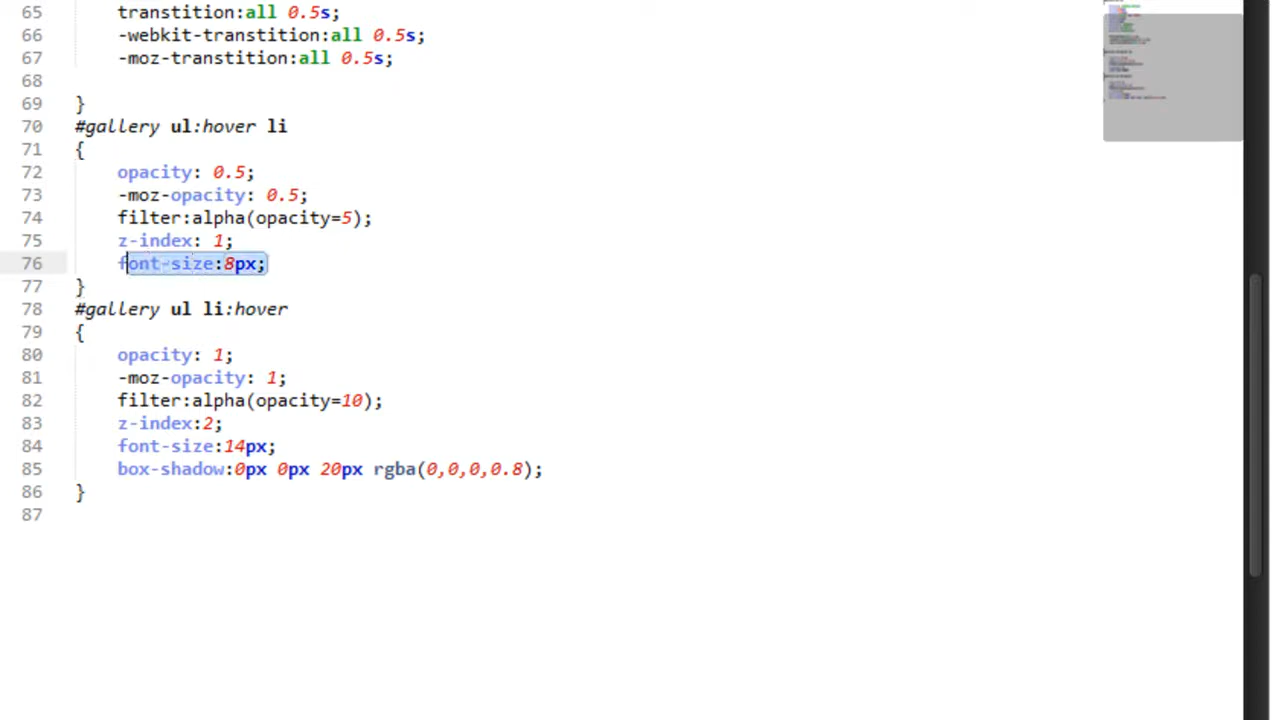 65 transtition:all 0.5s;
66 -webkit-transtition:all 0.5s;
67 -moz-transtition:all 0.5s;
68
69 }
70 #gallery ul:hover li
71 {
72 opacity: 0.5;
73 -moz-opacity: 0.5;
74 filter:alpha(opacity=5);
75 z-index: 1;
76 font-size:8px;
77 }
78 #gallery ul li:hover
79 {
80 opacity: 1;
81 -moz-opacity: 1;
82 filter:alpha(opacity=10);
83 z-index:2;
84 font-size:14px;
85 box-shadow:0px 0px 20px rgba(0,0,0,0.8);
86 }
87